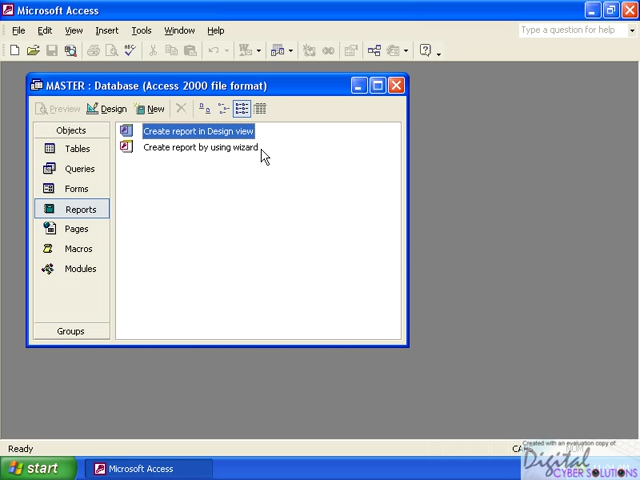 Microsoft Access
File Edit View Insert Tools Window Help
Type a question for help
MASTER : Database (Access 2000 file format)
Preview Design New
Objects
Create report in Design view
Tables
Create report by using wizard
Queries
Forms
Reports
Pages
Macros
Modules
Groups
Ready
NUM
Created with an evaluation copy of
start
Microsoft Access
Digital
CYBER SOLUTIONS